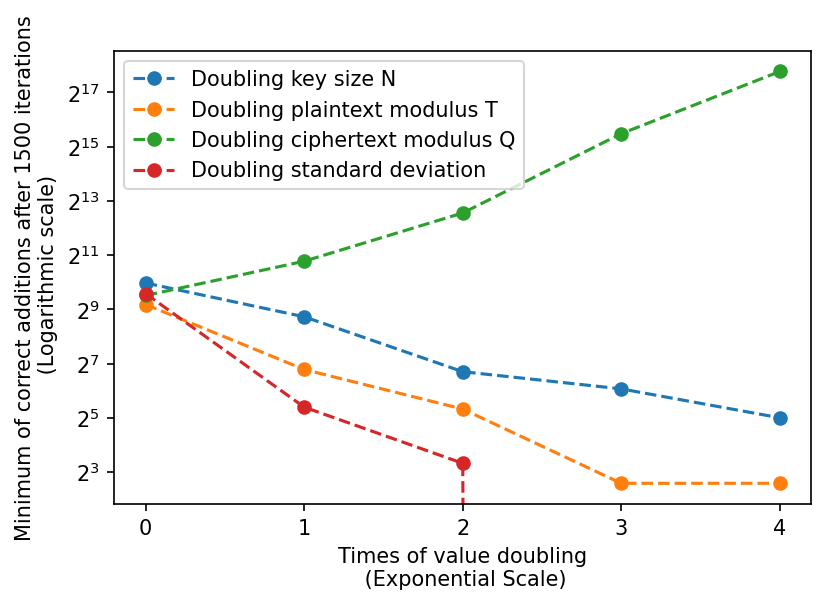 Minimum of correct additions after 1500 iterations
(Logarithmic scale)
2^17
2^15
2^13
2^11
2^9
2^7
2^5
2^3
Doubling key size N
Doubling plaintext modulus T
Doubling ciphertext modulus Q
Doubling standard deviation
0 1 2 3 4
Times of value doubling
(Exponential Scale)